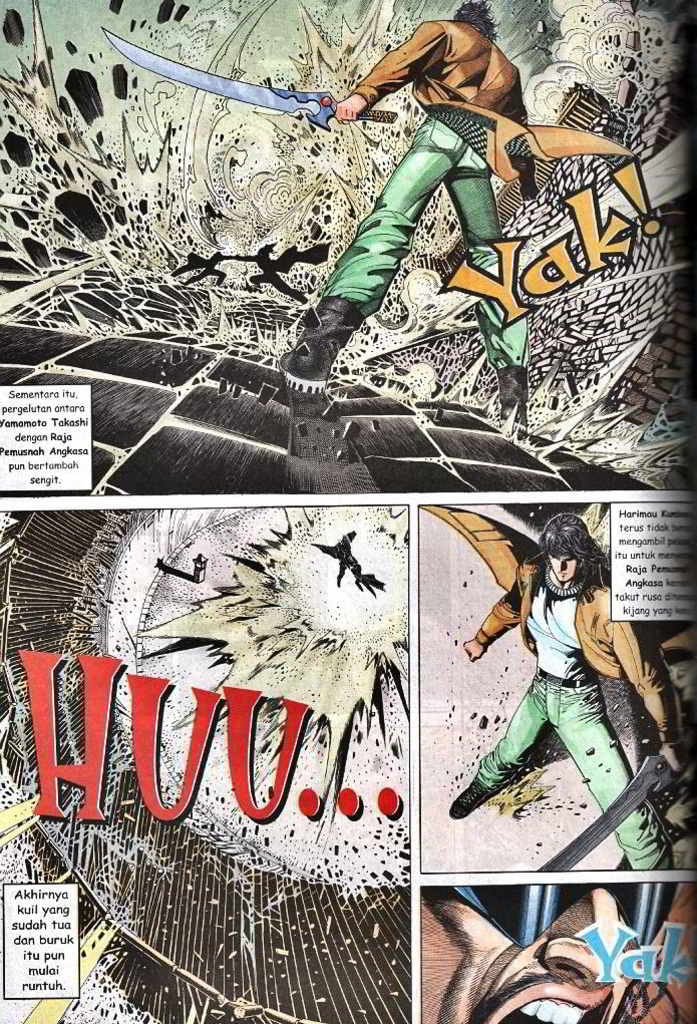 Yak!
Sementara itu,
pergelutan antara
Yamamoto Takashi
dengan Raja
Pemusnah Angkasa
pun bertambah
sengit.
HUU...
Akhirnya
kuil yang
sudah tua
dan buruk
itu pun
mulai
runtuh.
Harimau
terus tidak
mengambil
itu untuk
Raja
Angkasa
takut rusa
kijang yang
Yak